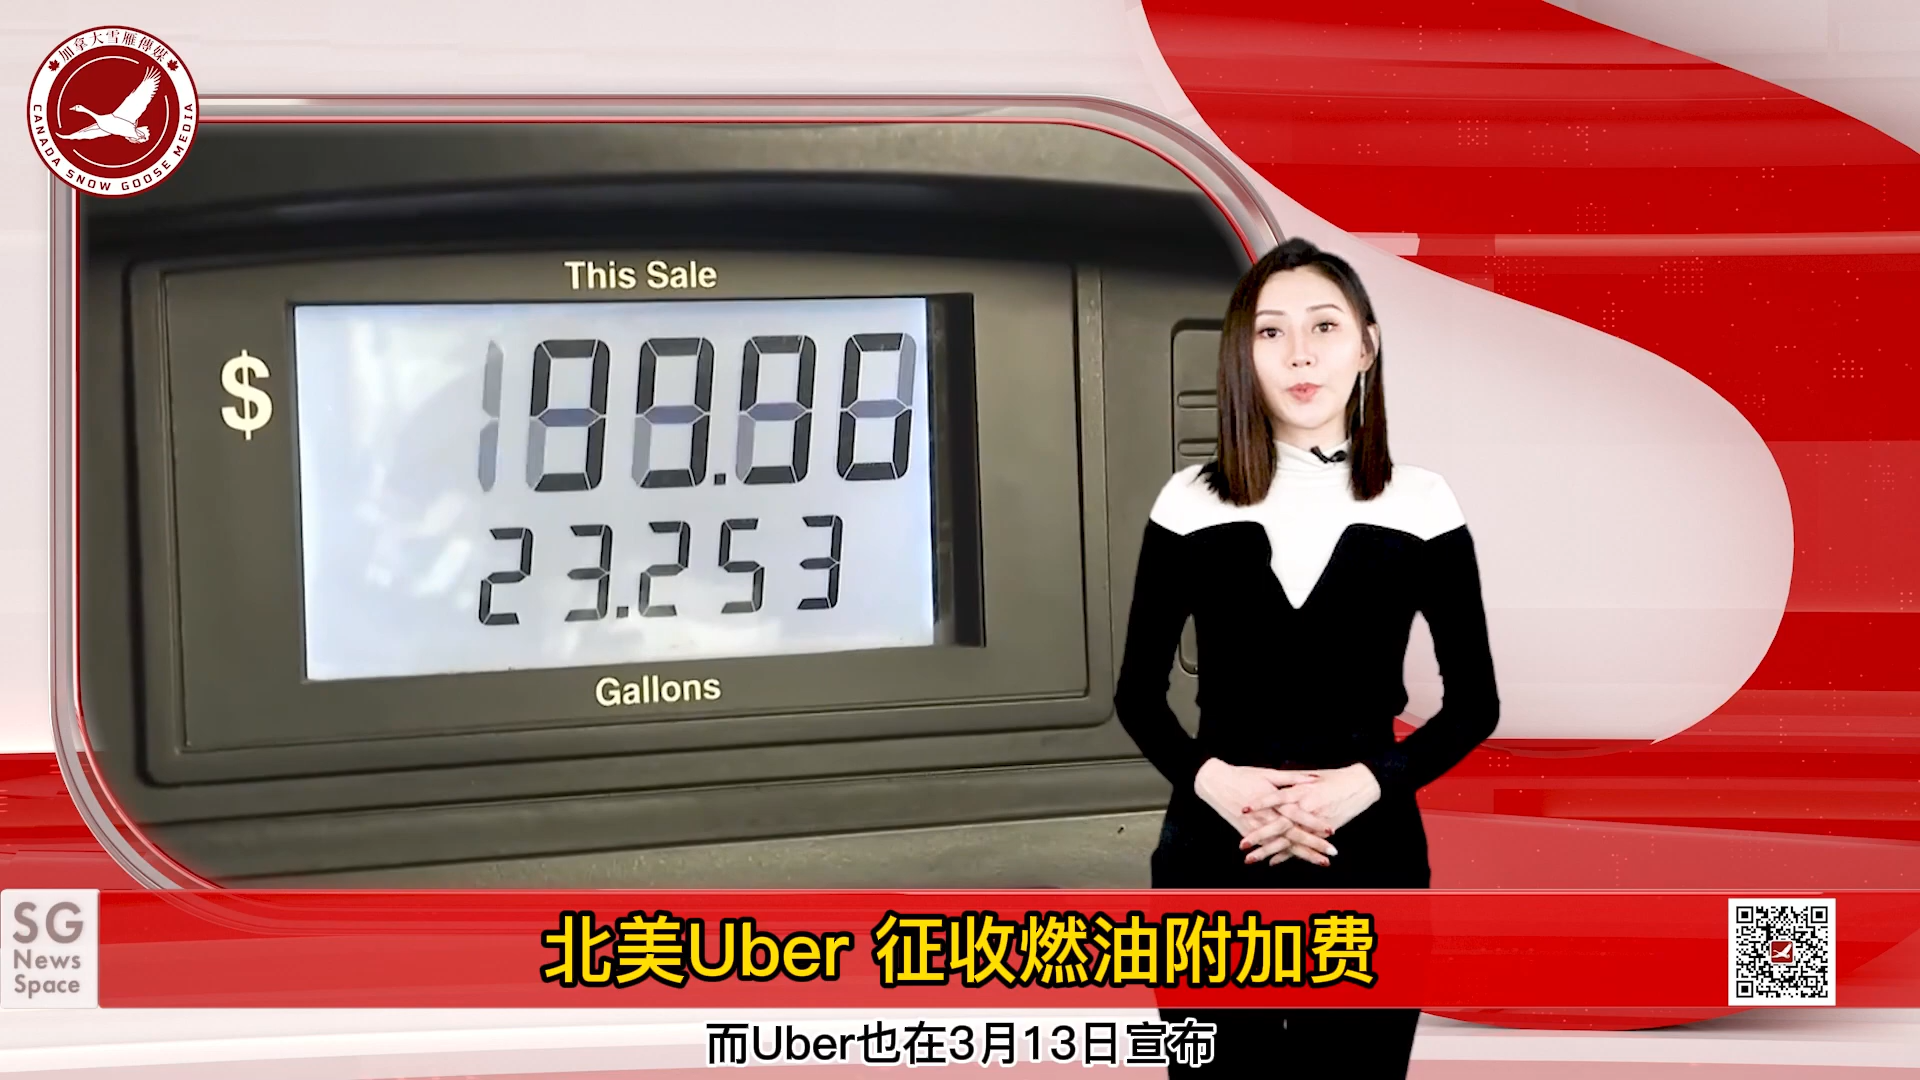 加拿大雪雁傳媒
CANADA SNOW GOOSE MEDIA
This Sale
$
23.253
Gallons
SG
News
Space
北美Uber 征收燃油附加费
而Uber也在3月13日宣布